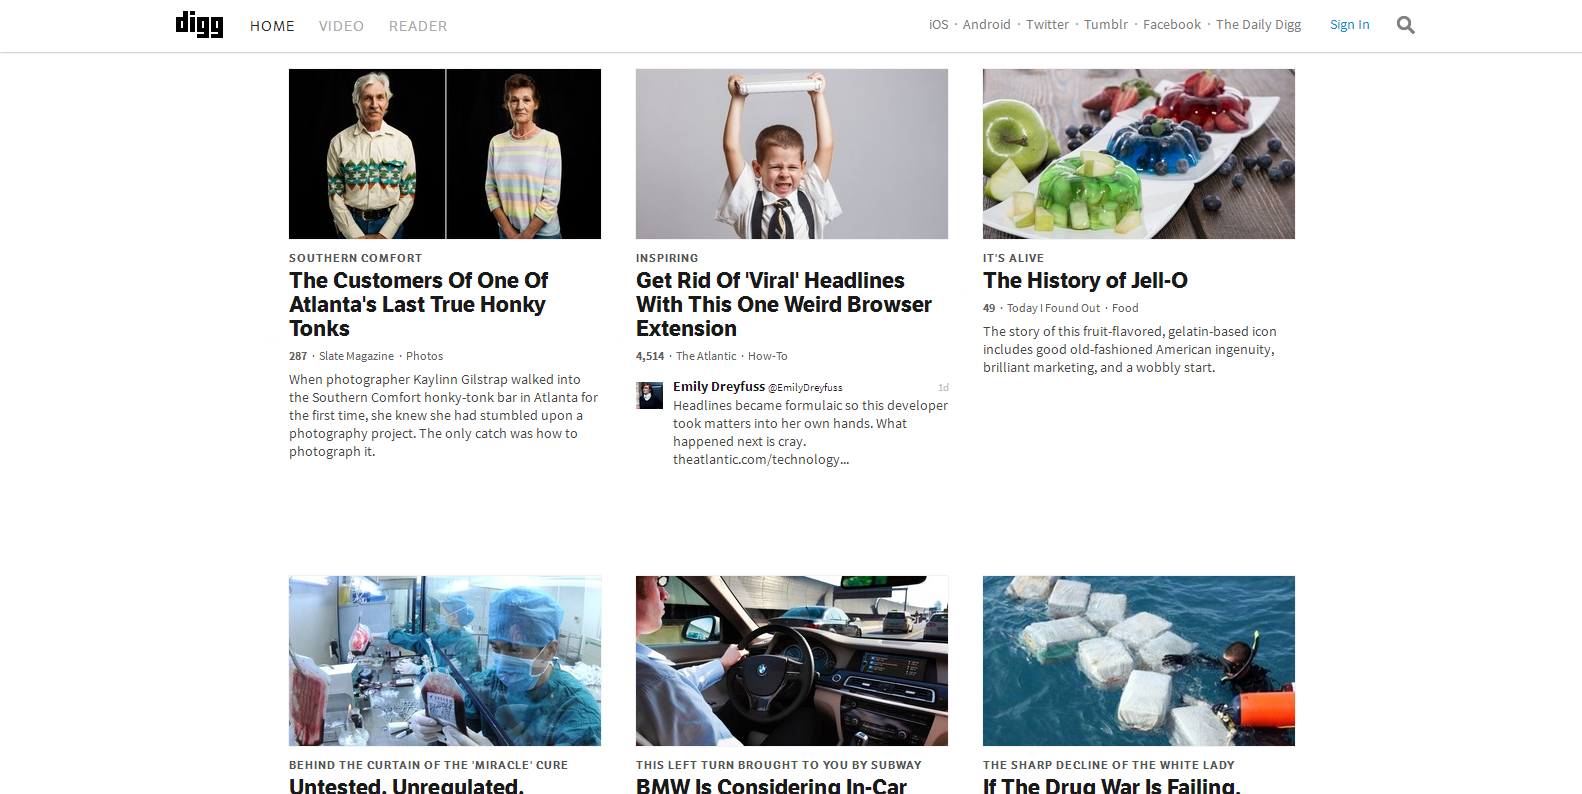 digg HOME VIDEO READER iOS · Android · Twitter · Tumblr · Facebook · The Daily Digg Sign In
SOUTHERN COMFORT
The Customers Of One Of
Atlanta's Last True Honky
Tonks
287 · Slate Magazine · Photos
When photographer Kaylinn Gilstrap walked into
the Southern Comfort honky-tonk bar in Atlanta for
the first time, she knew she had stumbled upon a
photography project. The only catch was how to
photograph it.
INSPIRING
Get Rid Of 'Viral' Headlines
With This One Weird Browser
Extension
4,514 · The Atlantic · How-To
Emily Dreyfuss @EmilyDreyfuss 1d
Headlines became formulaic so this developer
took matters into her own hands. What
happened next is cray.
theatlantic.com/technology...
IT'S ALIVE
The History of Jell-O
49 · Today I Found Out · Food
The story of this fruit-flavored, gelatin-based icon
includes good old-fashioned American ingenuity,
brilliant marketing, and a wobbly start.
BEHIND THE CURTAIN OF THE 'MIRACLE' CURE
Untested. Unregulated.
THIS LEFT TURN BROUGHT TO YOU BY SUBWAY
BMW Is Considering In-Car
THE SHARP DECLINE OF THE WHITE LADY
If The Drug War Is Failing,